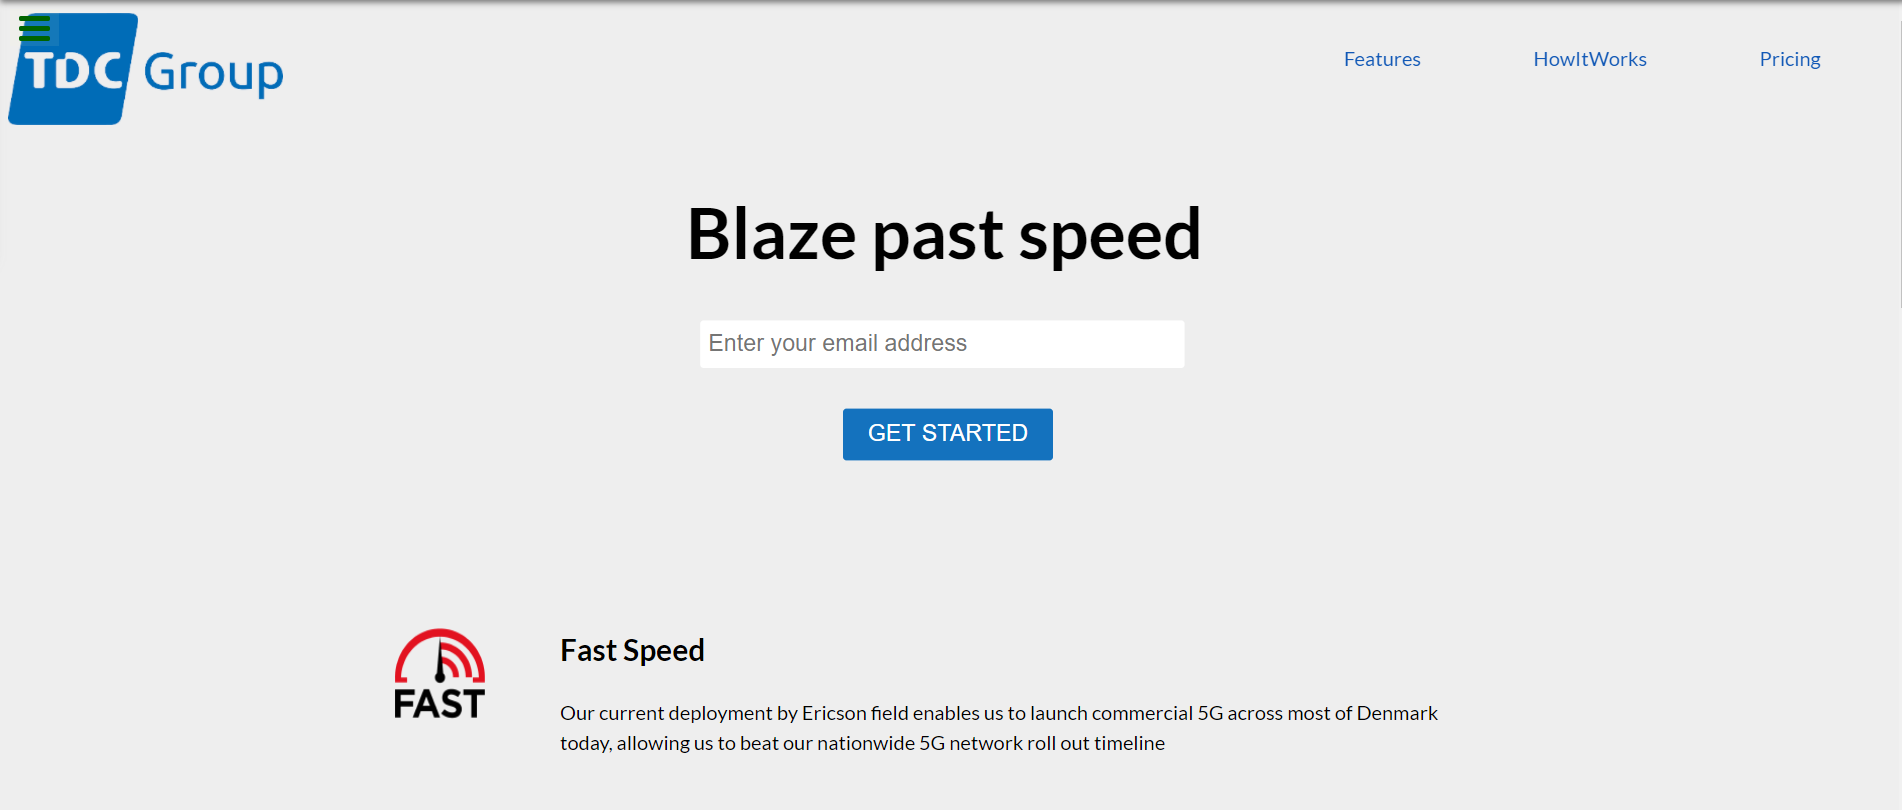 TDC Group
Features
HowItWorks
Pricing
Blaze past speed
Enter your email address
GET STARTED
FAST
Fast Speed
Our current deployment by Ericson field enables us to launch commercial 5G across most of Denmark
today, allowing us to beat our nationwide 5G network roll out timeline